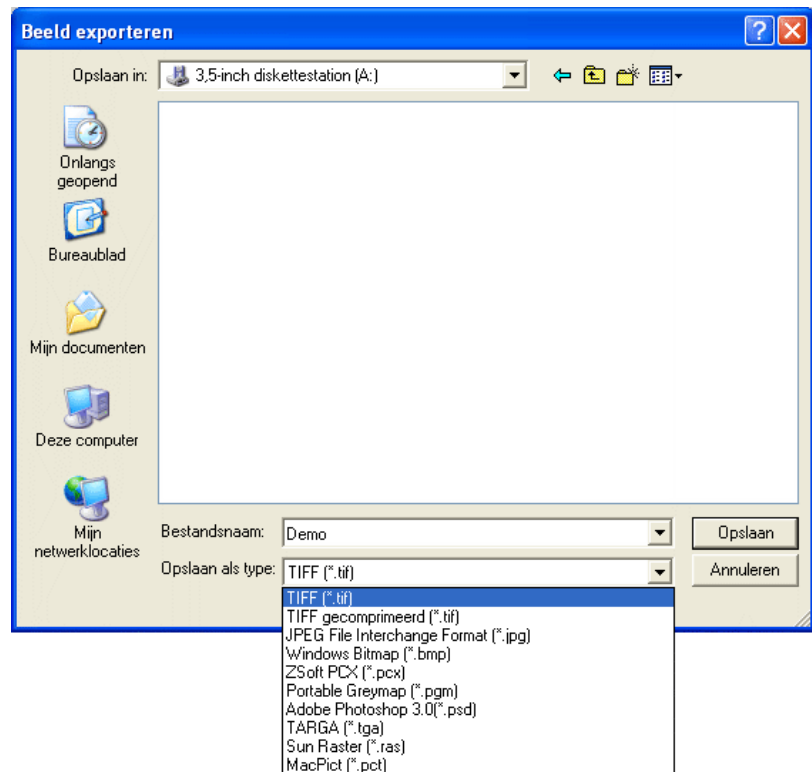 Beeld exporteren
Opslaan in: 3,5-inch diskettestation (A:)
Onlangs
geopend
Bureaublad
Mijn documenten
Deze computer
Mijn
netwerklocaties
Bestandsnaam: Demo Opslaan
Opslaan als type: TIFF (*.tif) Annuleren
TIFF (*.tif)
TIFF gecomprimeerd (*.tif)
JPEG File Interchange Format (*.jpg)
Windows Bitmap (*.bmp)
ZSoft PCX (*.pcx)
Portable Greymap (*.pgm)
Adobe Photoshop 3.0(*.psd)
TARGA (*.tga)
Sun Raster (*.ras)
MacPict (*.pct)